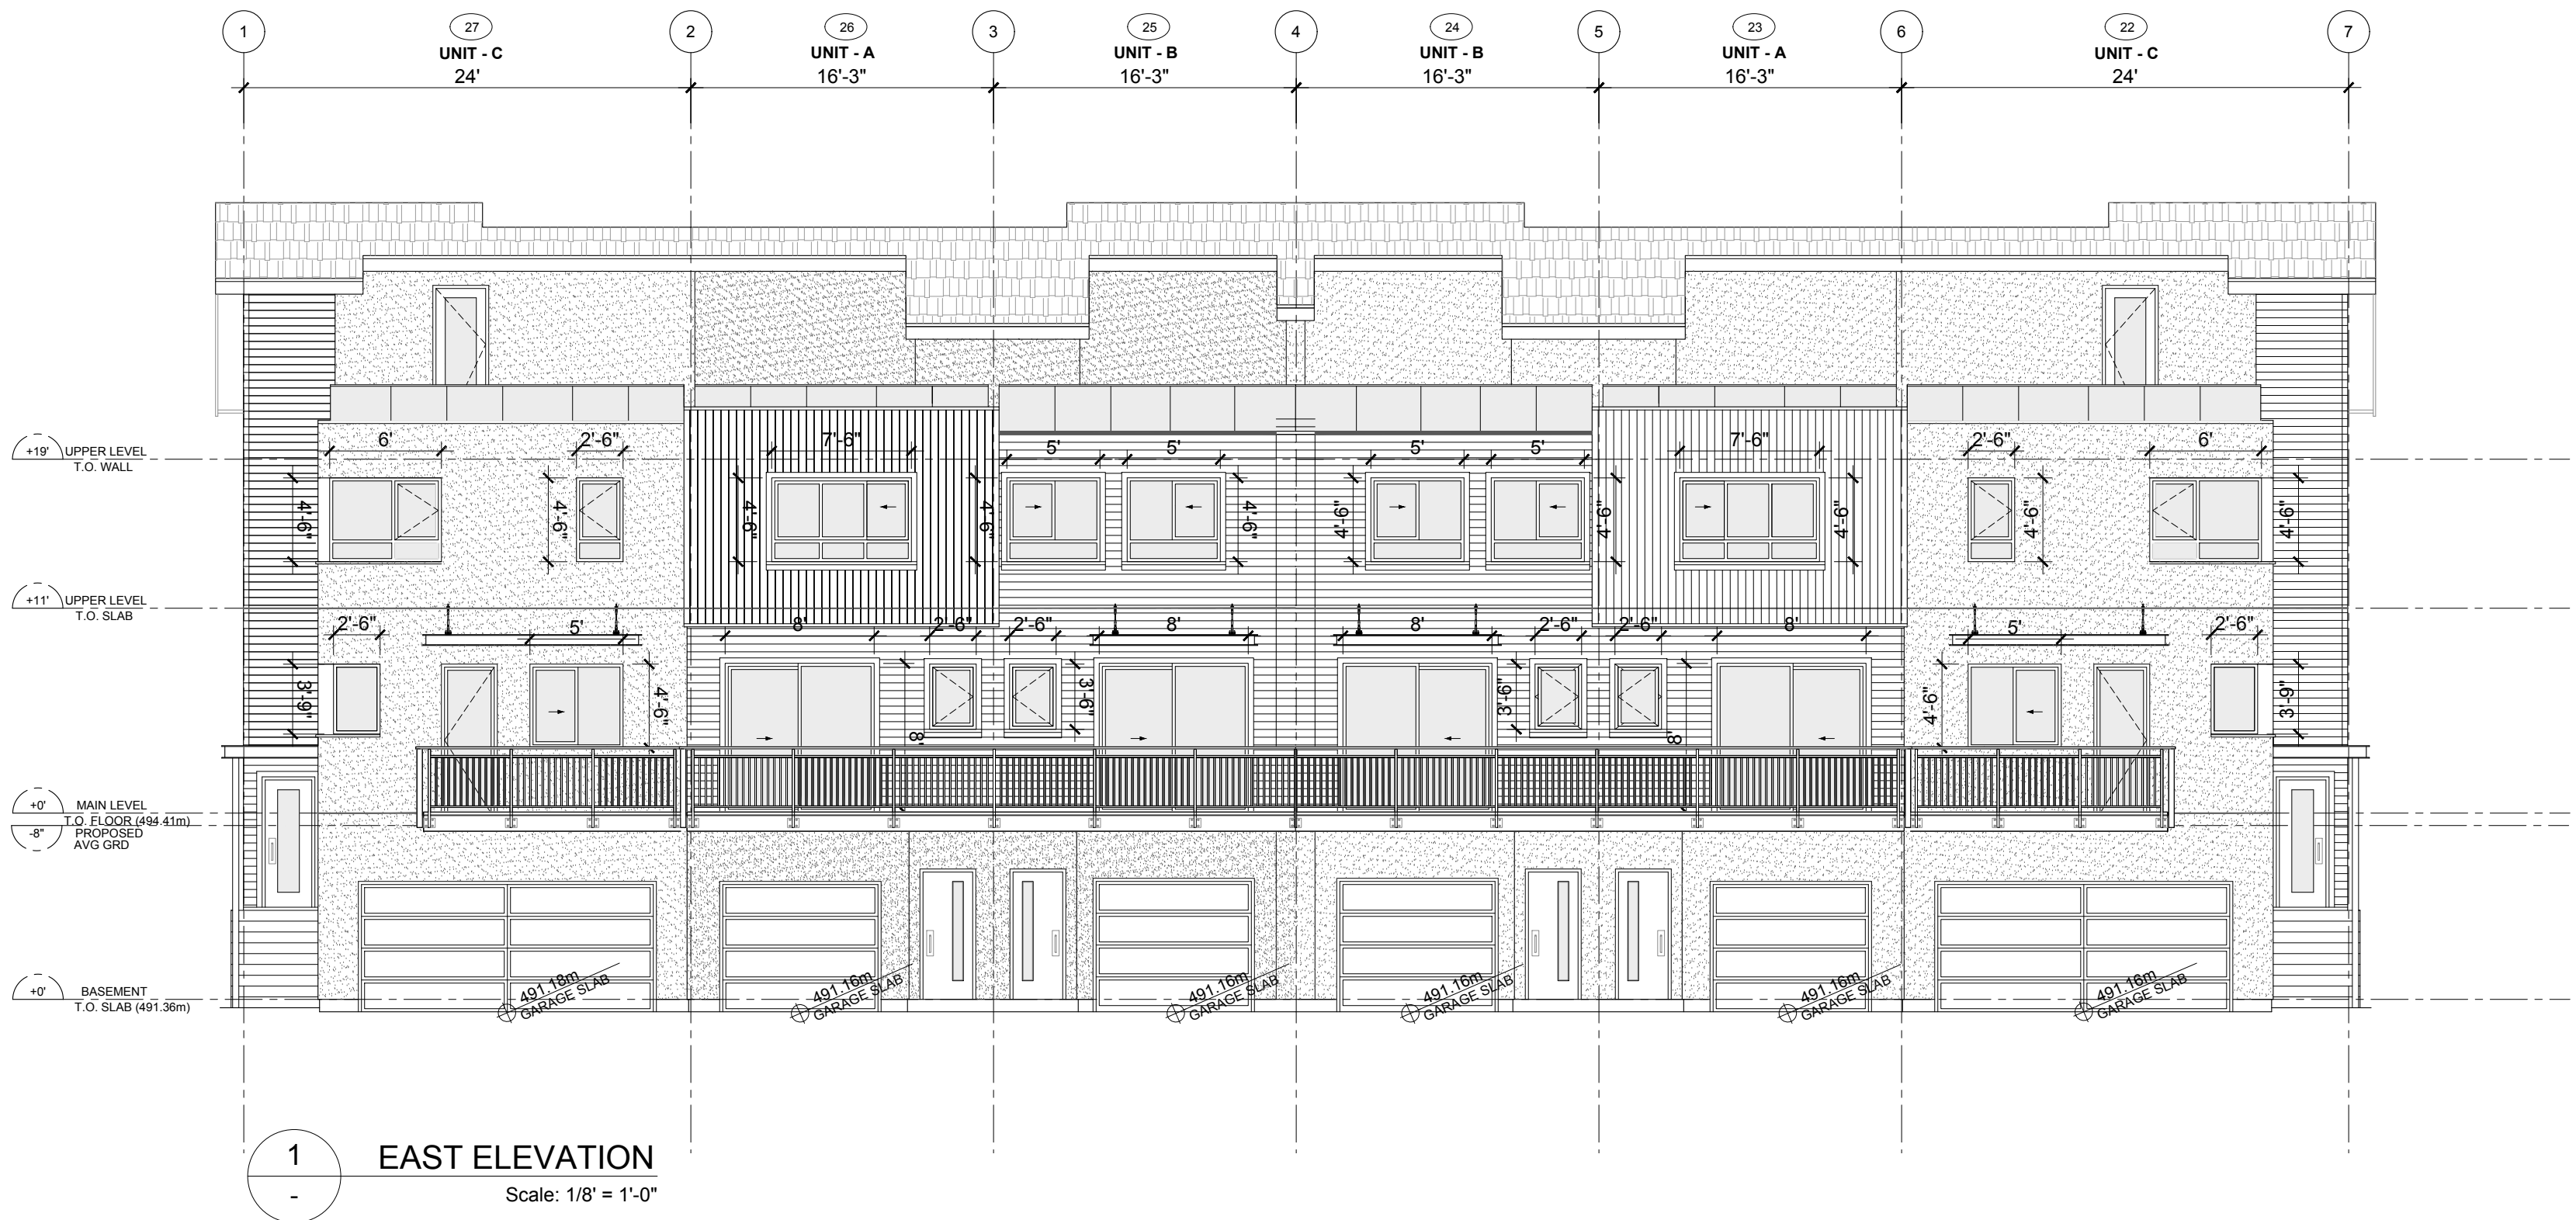 1
27
2
26
3
25
4
24
5
23
6
22
7
UNIT - C
UNIT - A
UNIT - B
UNIT - B
UNIT - A
UNIT - C
24'
16'-3"
16'-3"
16'-3"
16'-3"
24'
+19'
UPPER LEVEL
T.O. WALL
6'
2'-6"
7'-6"
5'
5'
5'
5'
7'-6"
2'-6"
6'
4'-6"
4'-6"
4'-6"
4'-6"
4'-6"
4'-6"
4'-6"
4'-6"
4'-6"
4'-6"
+11'
UPPER LEVEL
T.O. SLAB
2'-6"
5'
8'
2'-6"
2'-6"
8'
8'
2'-6"
2'-6"
8'
5'
2'-6"
3'-9"
4'-6"
8'
3'-6"
3'-6"
8'
4'-6"
3'-9"
+0'
MAIN LEVEL
T.O. FLOOR (494.41m)
-8"
PROPOSED
AVG GRD
+0'
BASEMENT
T.O. SLAB (491.36m)
491.18m
GARAGE SLAB
491.16m
GARAGE SLAB
491.16m
GARAGE SLAB
491.16m
GARAGE SLAB
491.16m
GARAGE SLAB
491.16m
GARAGE SLAB
1
-
EAST ELEVATION
Scale: 1/8' = 1'-0"